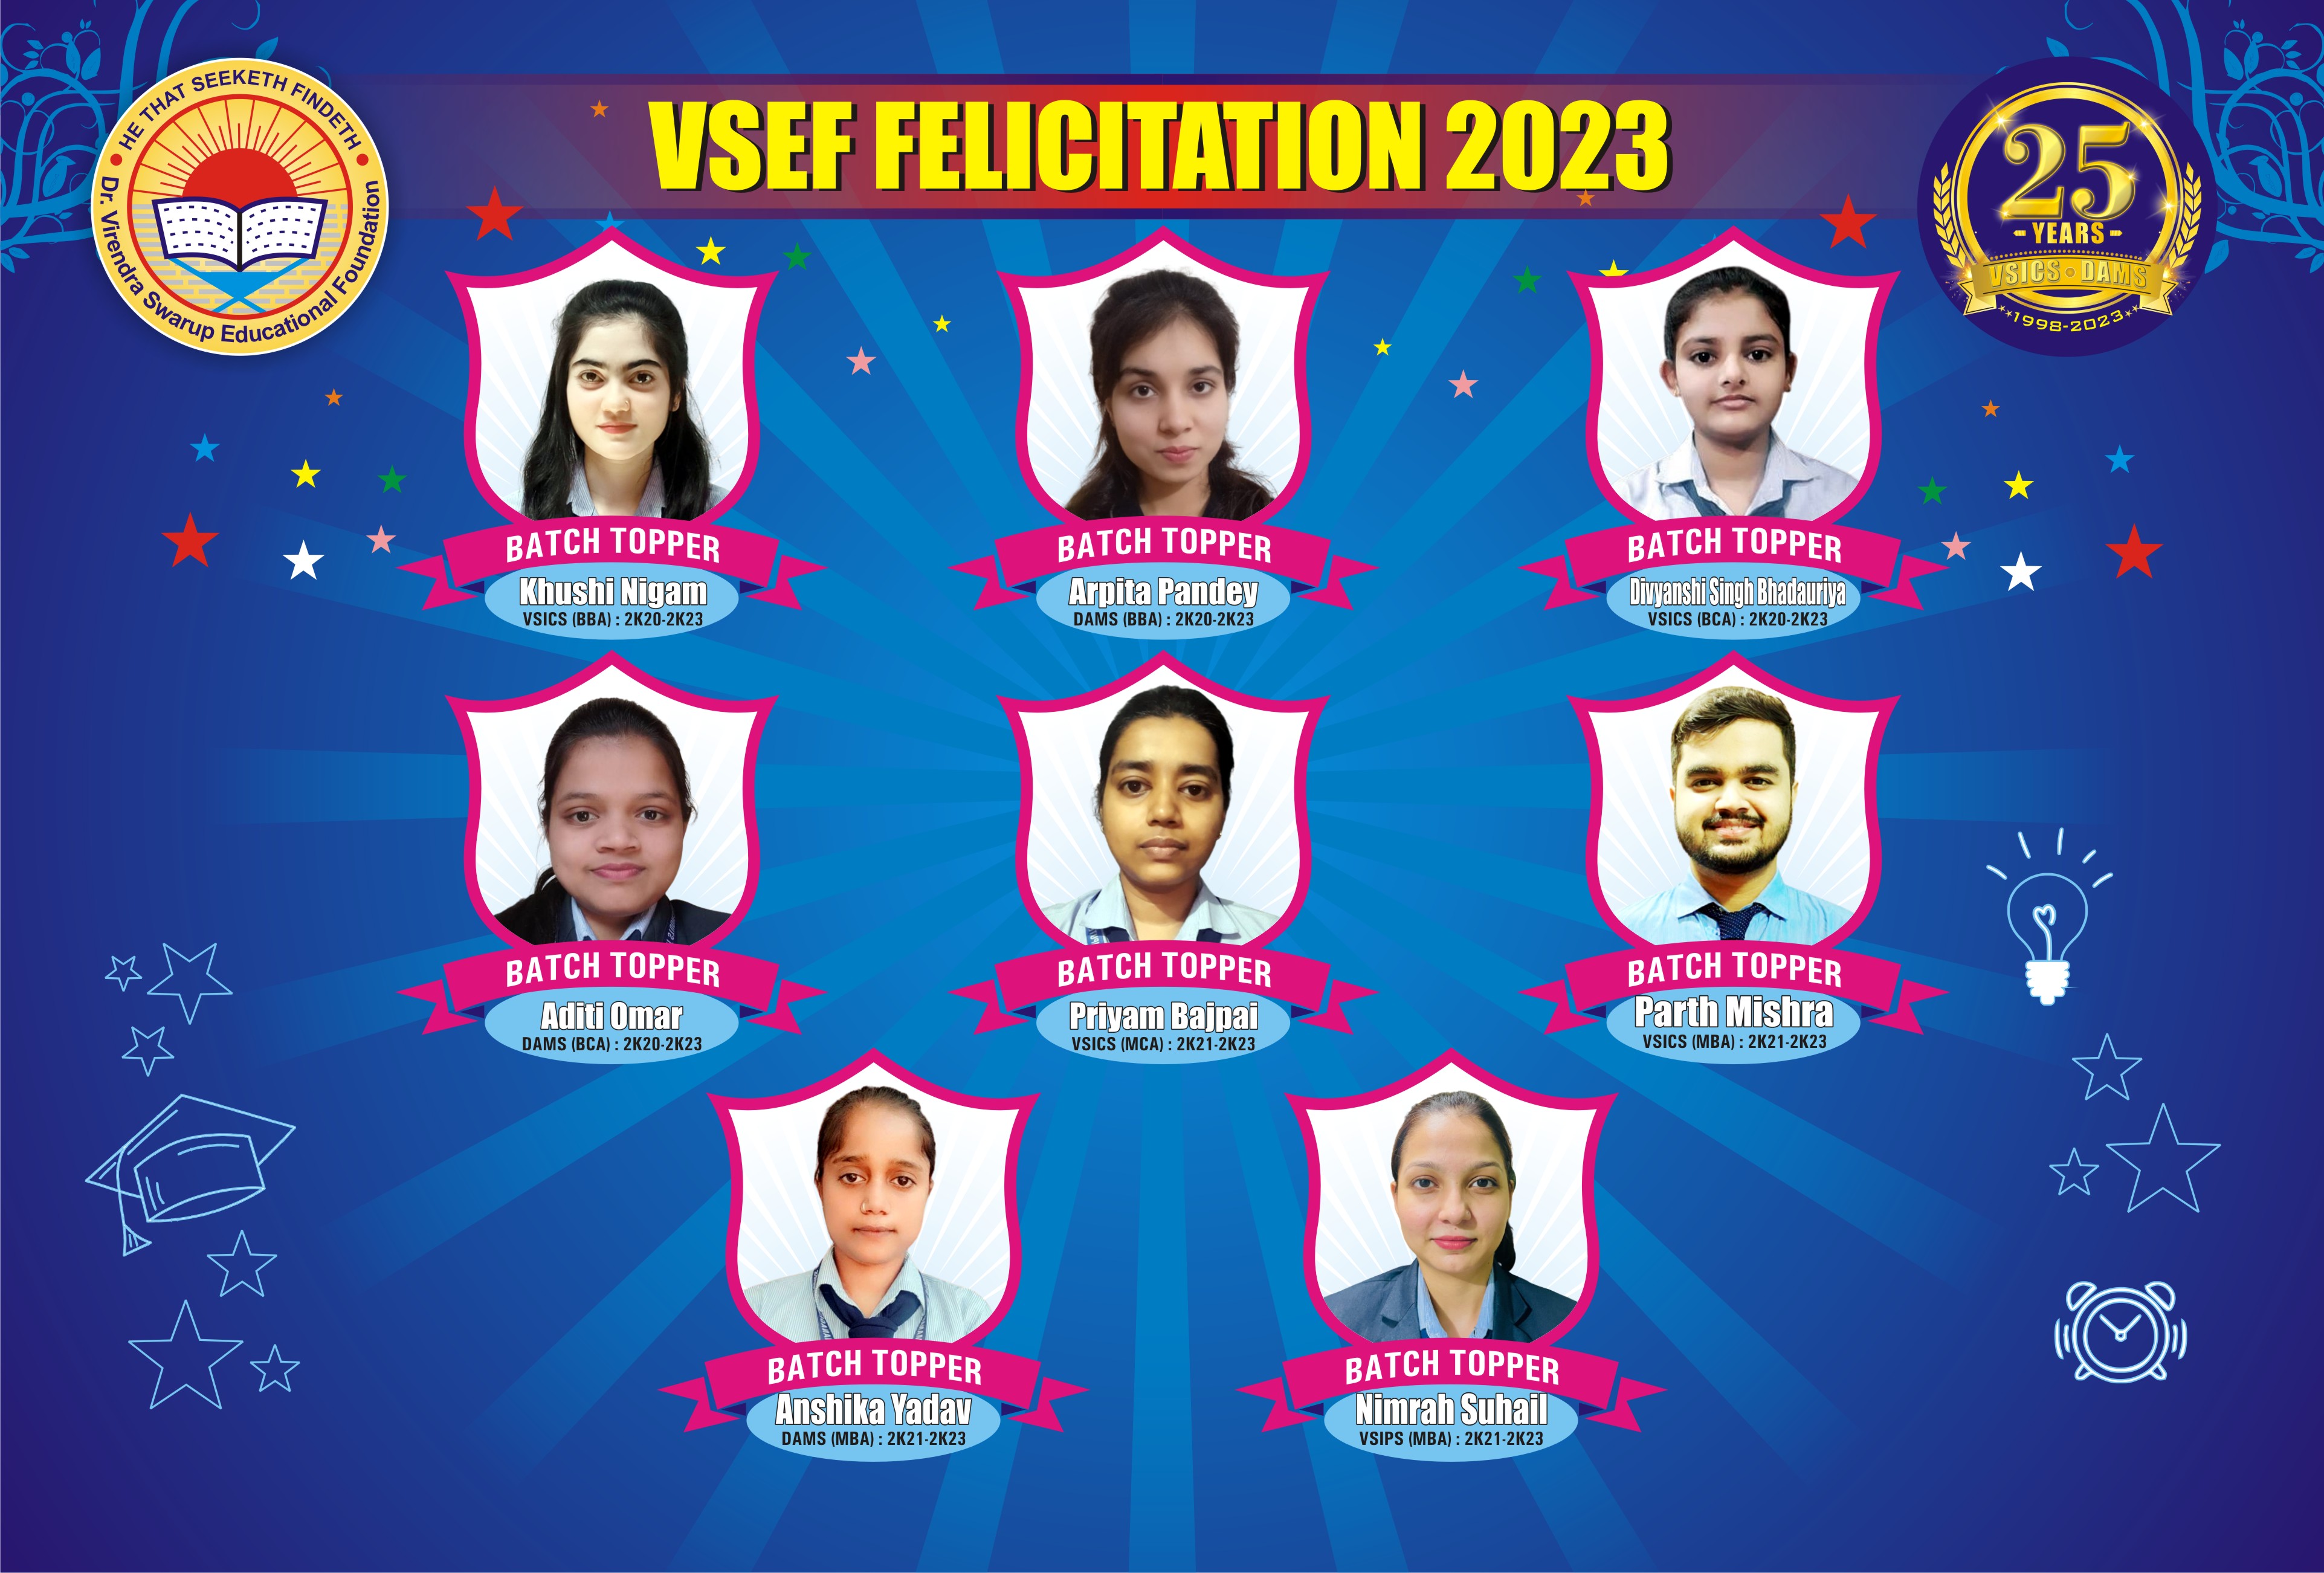 HE THAT SEEKETH FINDETH
Dr. Virendra Swarup Educational Foundation
VSEF FELICITATION 2023
25
YEARS
VSICS DAMS
1998-2023
BATCH TOPPER
Khushi Nigam
VSICS (BBA) : 2K20-2K23
BATCH TOPPER
Arpita Pandey
DAMS (BBA) : 2K20-2K23
BATCH TOPPER
Divyanshi Singh Bhadauriya
VSICS (BCA) : 2K20-2K23
BATCH TOPPER
Aditi Omar
DAMS (BCA) : 2K20-2K23
BATCH TOPPER
Priyam Bajpai
VSICS (MCA) : 2K21-2K23
BATCH TOPPER
Parth Mishra
VSICS (MBA) : 2K21-2K23
BATCH TOPPER
Anshika Yadav
DAMS (MBA) : 2K21-2K23
BATCH TOPPER
Nimrah Suhail
VSIPS (MBA) : 2K21-2K23